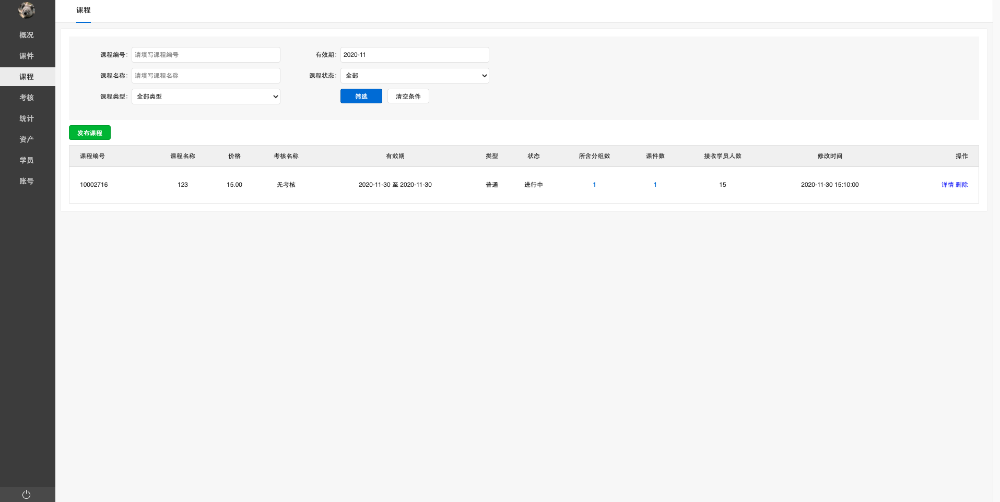 课程
概况
课件
课程
考核
统计
资产
学员
账号
课程编号: 请填写课程编号 有效期: 2020-11
课程名称: 请填写课程名称 课程状态: 全部
课程类型: 全部类型 筛选 清空条件
发布课程
课程编号 课程名称 价格 考核名称 有效期 类型 状态 所含分组数 课件数 接收学员人数 修改时间 操作
10002716 123 15.00 无考核 2020-11-30 至 2020-11-30 普通 进行中 1 1 15 2020-11-30 15:10:00 详情 删除